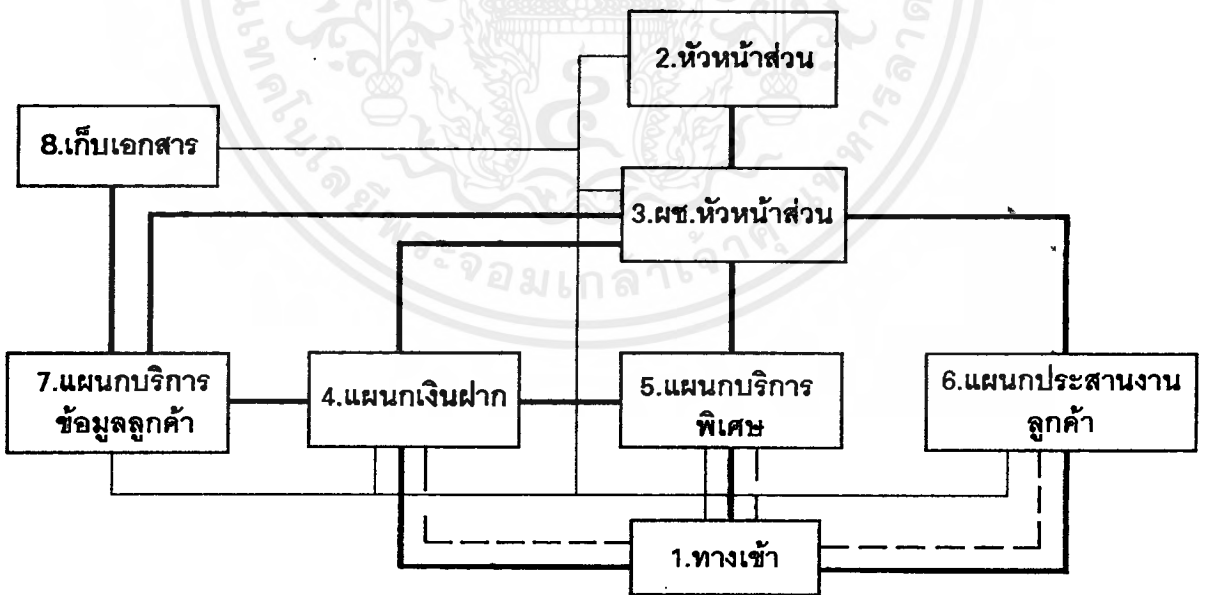 2.หัวหน้าส่วน
8.เก็บเอกสาร
3.ผช.หัวหน้าส่วน
7.แผนกบริการ
ข้อมูลลูกค้า
4.แผนกเงินฝาก
5.แผนกบริการ
พิเศษ
6.แผนกประสานงาน
ลูกค้า
1.ทางเข้า